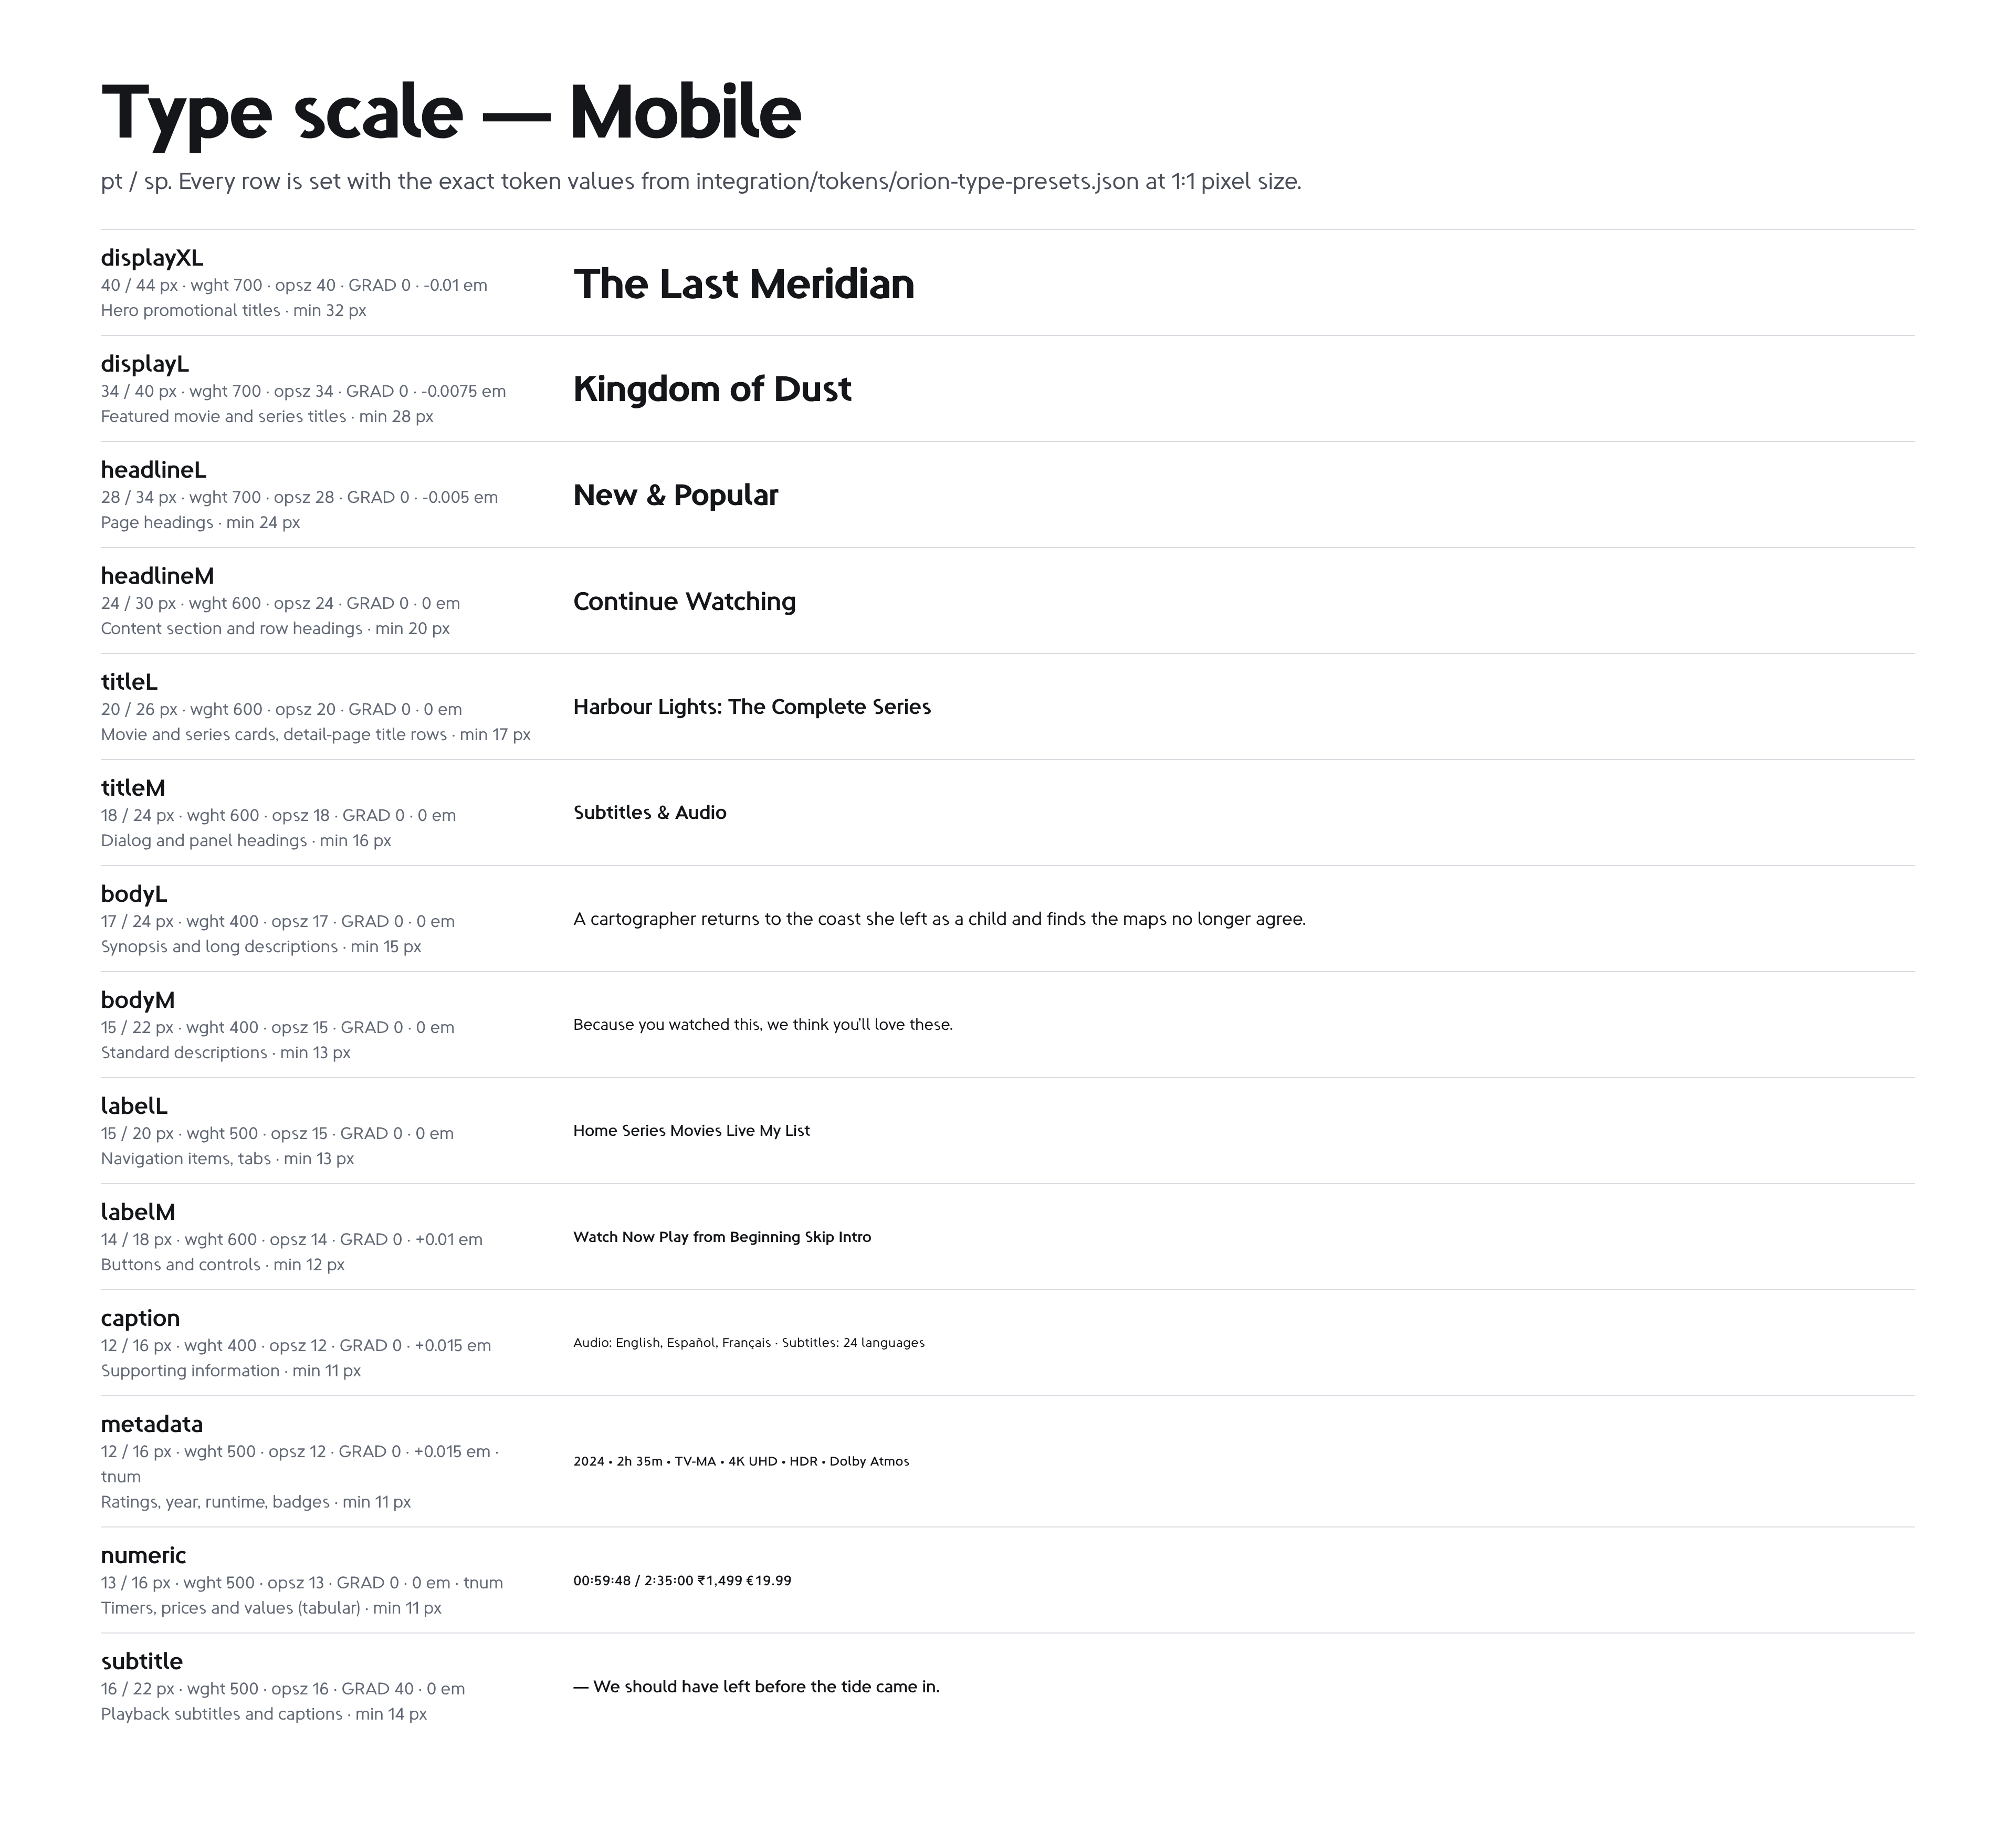 Type scale — Mobile
pt / sp. Every row is set with the exact token values from integration/tokens/orion-type-presets.json at 1:1 pixel size.
displayXL
40 / 44 px · wght 700 · opsz 40 · GRAD 0 · -0.01 em
Hero promotional titles · min 32 px
The Last Meridian
displayL
34 / 40 px · wght 700 · opsz 34 · GRAD 0 · -0.0075 em
Featured movie and series titles · min 28 px
Kingdom of Dust
headlineL
28 / 34 px · wght 700 · opsz 28 · GRAD 0 · -0.005 em
Page headings · min 24 px
New & Popular
headlineM
24 / 30 px · wght 600 · opsz 24 · GRAD 0 · 0 em
Content section and row headings · min 20 px
Continue Watching
titleL
20 / 26 px · wght 600 · opsz 20 · GRAD 0 · 0 em
Movie and series cards, detail-page title rows · min 17 px
Harbour Lights: The Complete Series
titleM
18 / 24 px · wght 600 · opsz 18 · GRAD 0 · 0 em
Dialog and panel headings · min 16 px
Subtitles & Audio
bodyL
17 / 24 px · wght 400 · opsz 17 · GRAD 0 · 0 em
Synopsis and long descriptions · min 15 px
A cartographer returns to the coast she left as a child and finds the maps no longer agree.
bodyM
15 / 22 px · wght 400 · opsz 15 · GRAD 0 · 0 em
Standard descriptions · min 13 px
Because you watched this, we think you'll love these.
labelL
15 / 20 px · wght 500 · opsz 15 · GRAD 0 · 0 em
Navigation items, tabs · min 13 px
Home Series Movies Live My List
labelM
14 / 18 px · wght 600 · opsz 14 · GRAD 0 · +0.01 em
Buttons and controls · min 12 px
Watch Now Play from Beginning Skip Intro
caption
12 / 16 px · wght 400 · opsz 12 · GRAD 0 · +0.015 em
Supporting information · min 11 px
Audio: English, Español, Français · Subtitles: 24 languages
metadata
12 / 16 px · wght 500 · opsz 12 · GRAD 0 · +0.015 em ·
tnum
Ratings, year, runtime, badges · min 11 px
2024 • 2h 35m • TV-MA • 4K UHD • HDR • Dolby Atmos
numeric
13 / 16 px · wght 500 · opsz 13 · GRAD 0 · 0 em · tnum
Timers, prices and values (tabular) · min 11 px
00:59:48 / 2:35:00 ₹1,499 €19.99
subtitle
16 / 22 px · wght 500 · opsz 16 · GRAD 40 · 0 em
Playback subtitles and captions · min 14 px
— We should have left before the tide came in.